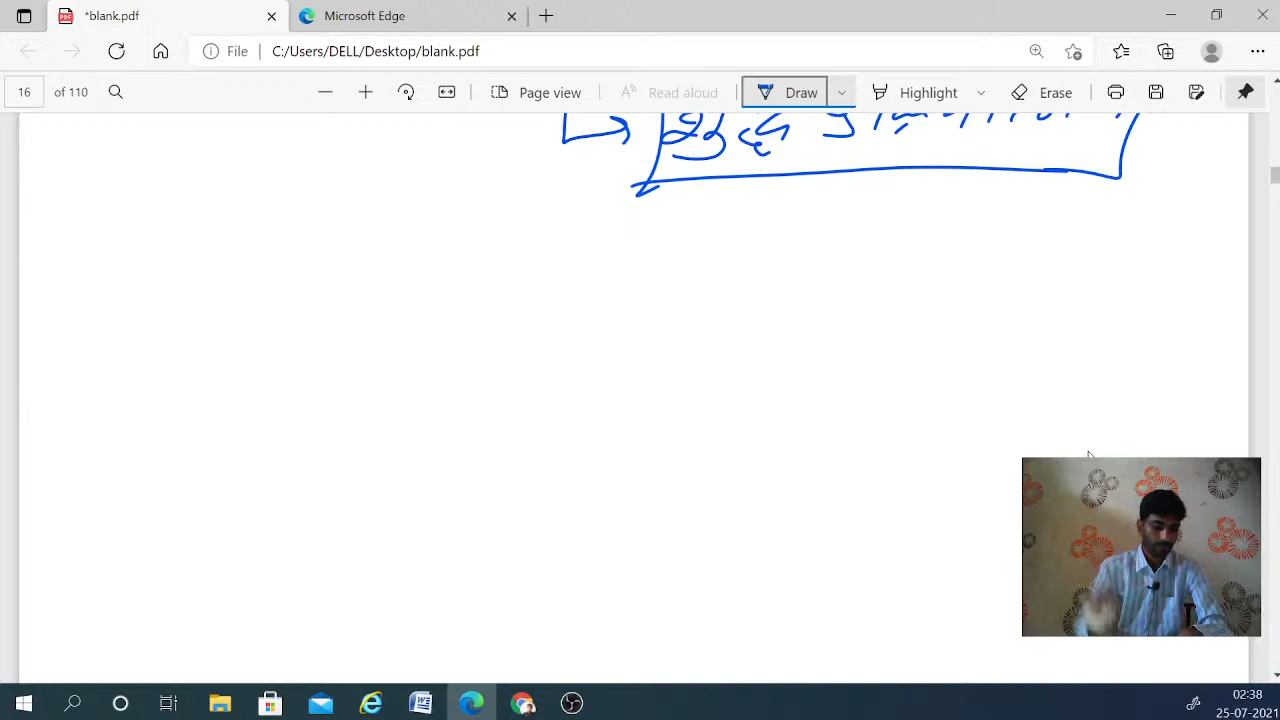 *blank.pdf
Microsoft Edge
File
C:/Users/DELL/Desktop/blank.pdf
16 of 110
Page view
Read aloud
Draw
Highlight
Erase
02:38
25-07-2021